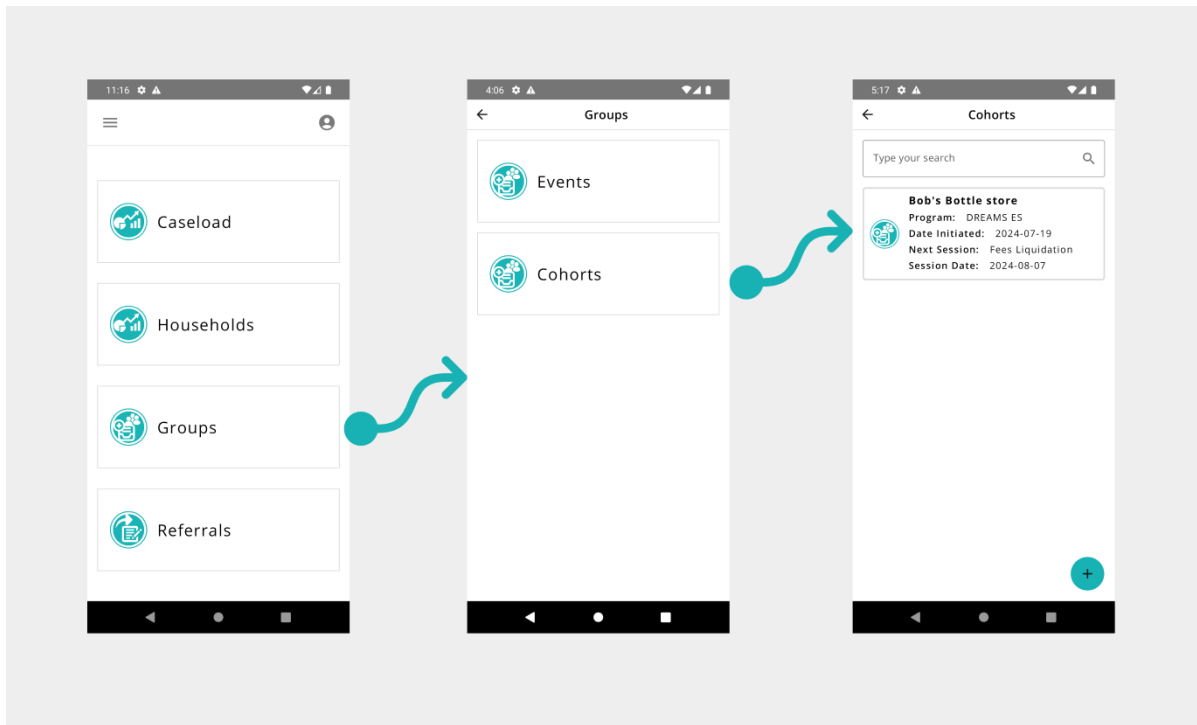 11:16
Caseload
Households
Groups
Referrals
4:06
Groups
Events
Cohorts
5:17
Cohorts
Type your search
Bob's Bottle store
Program: DREAMS ES
Date Initiated: 2024-07-19
Next Session: Fees Liquidation
Session Date: 2024-08-07
+